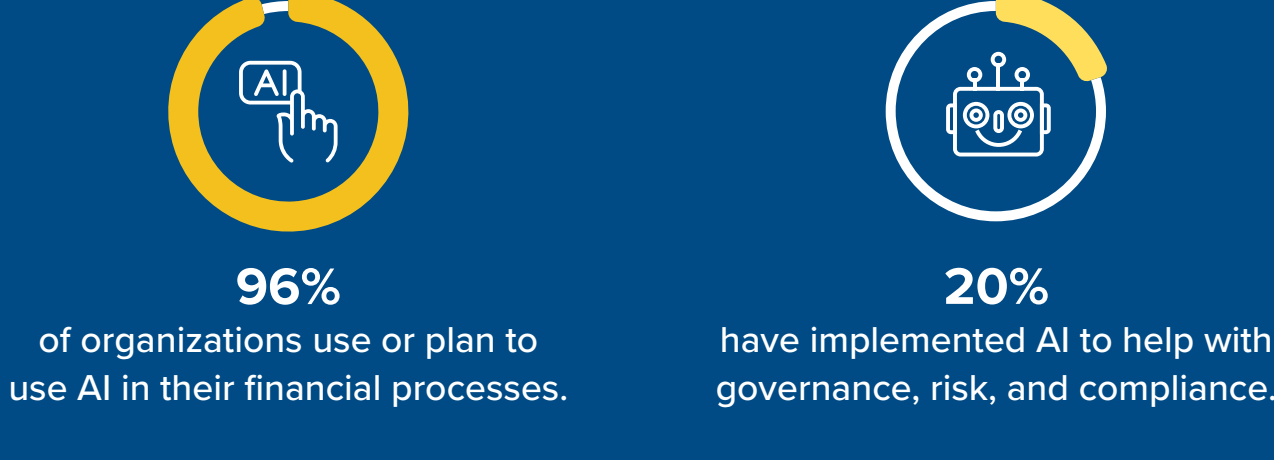 AI
96%
of organizations use or plan to
use AI in their financial processes.
20%
have implemented AI to help with
governance, risk, and compliance.